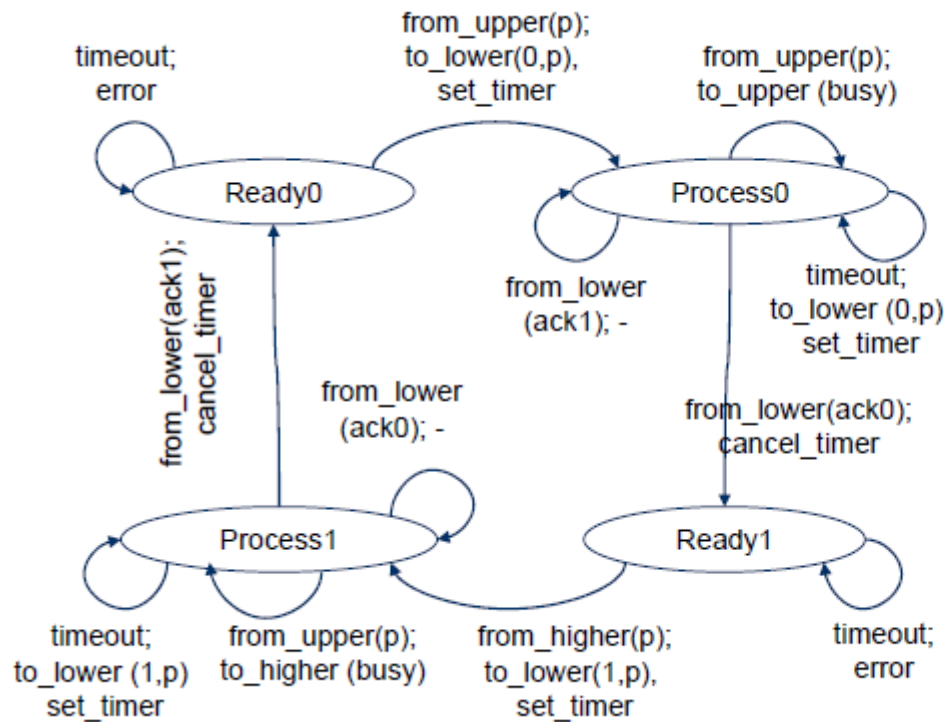 timeout;
error
from_upper(p);
to_lower(0,p),
set_timer
from_upper(p);
to_upper (busy)
Ready0
Process0
from_lower(ack1);
cancel_timer
from_lower
(ack1); -
timeout;
to_lower (0,p)
set_timer
from_lower
(ack0); -
from_lower(ack0);
cancel_timer
Process1
Ready1
timeout;
to_lower (1,p)
set_timer
from_upper(p);
to_higher (busy)
from_higher(p);
to_lower(1,p),
set_timer
timeout;
error